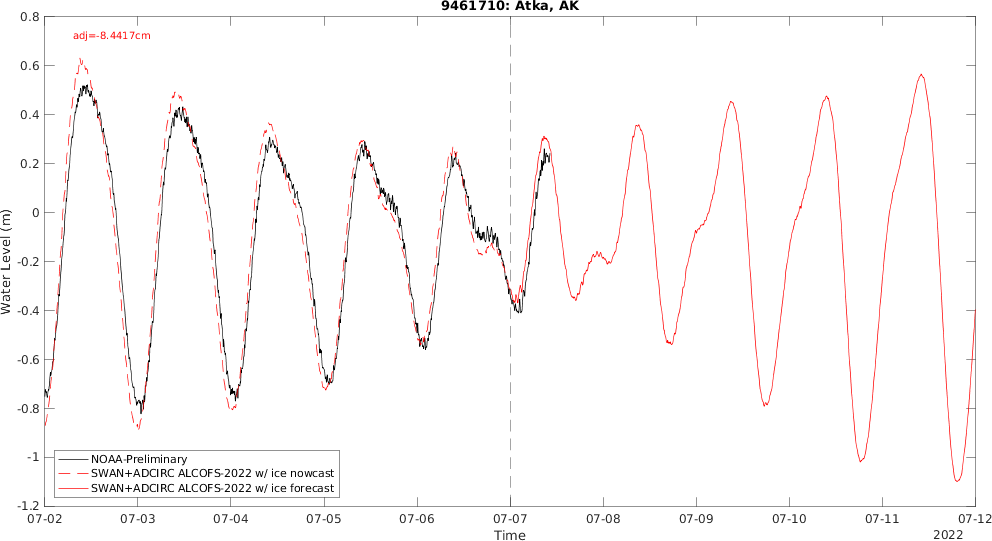 9461710: Atka, AK
adj=-8.4417cm
0.8
0.6
0.4
0.2
0
-0.2
-0.4
-0.6
-0.8
-1
-1.2
Water Level (m)
NOAA-Preliminary
SWAN+ADCIRC ALCOFS-2022 w/ ice nowcast
SWAN+ADCIRC ALCOFS-2022 w/ ice forecast
07-02 07-03 07-04 07-05 07-06 07-07 07-08 07-09 07-10 07-11 07-12
Time
2022